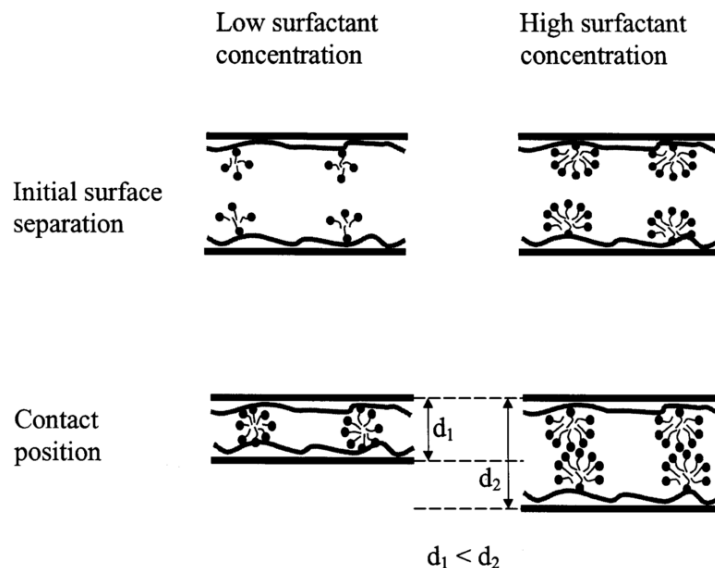 Low surfactant
concentration
High surfactant
concentration
Initial surface
separation
Contact
position
d₁
d₂
d₁ < d₂